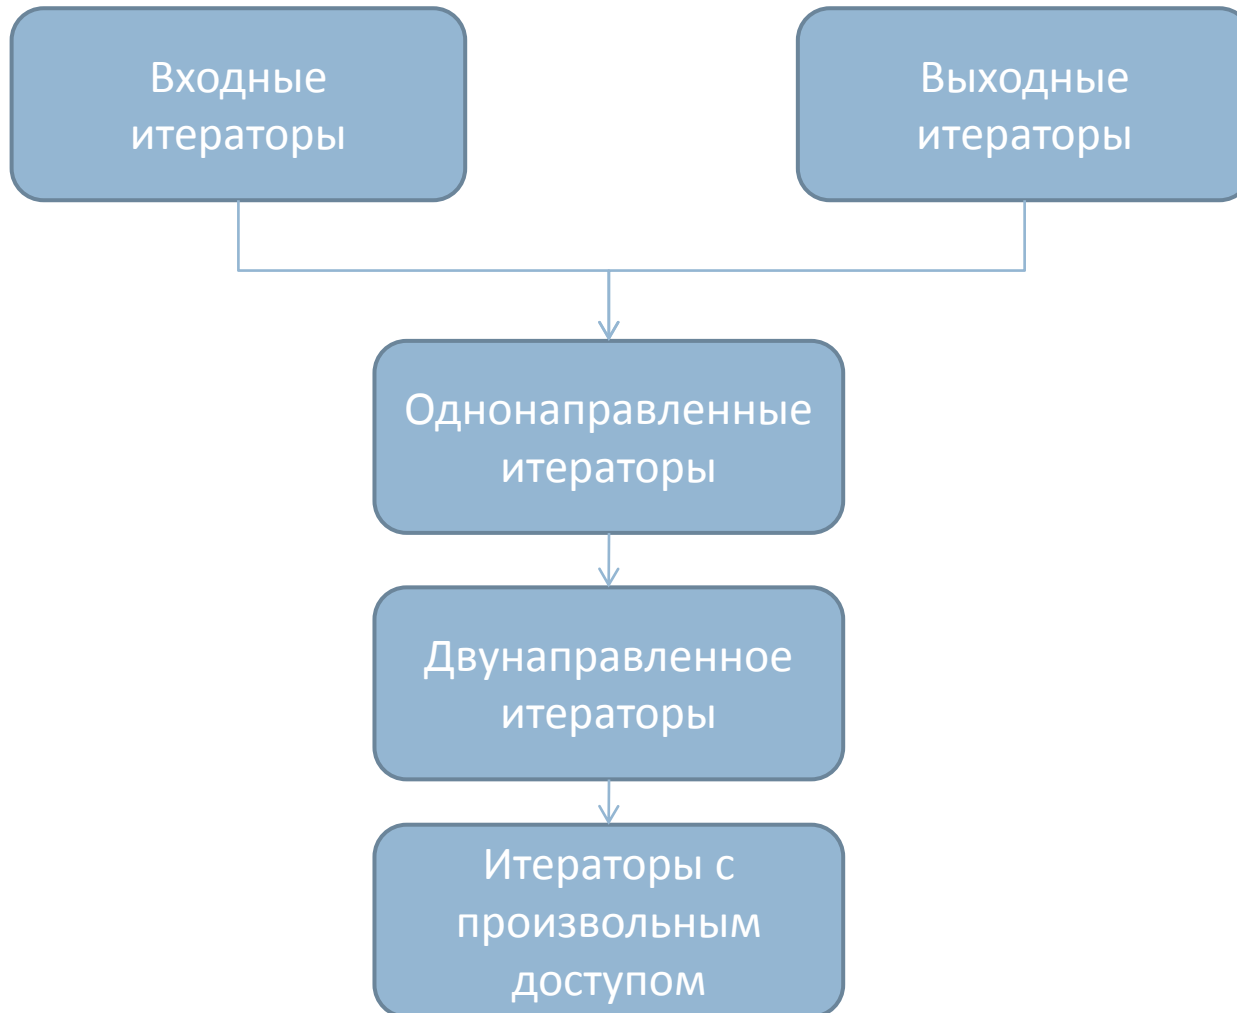 Входные
итераторы
Выходные
итераторы
Однонаправленные
итераторы
Двунаправленное
итераторы
Итераторы с
произвольным
доступом